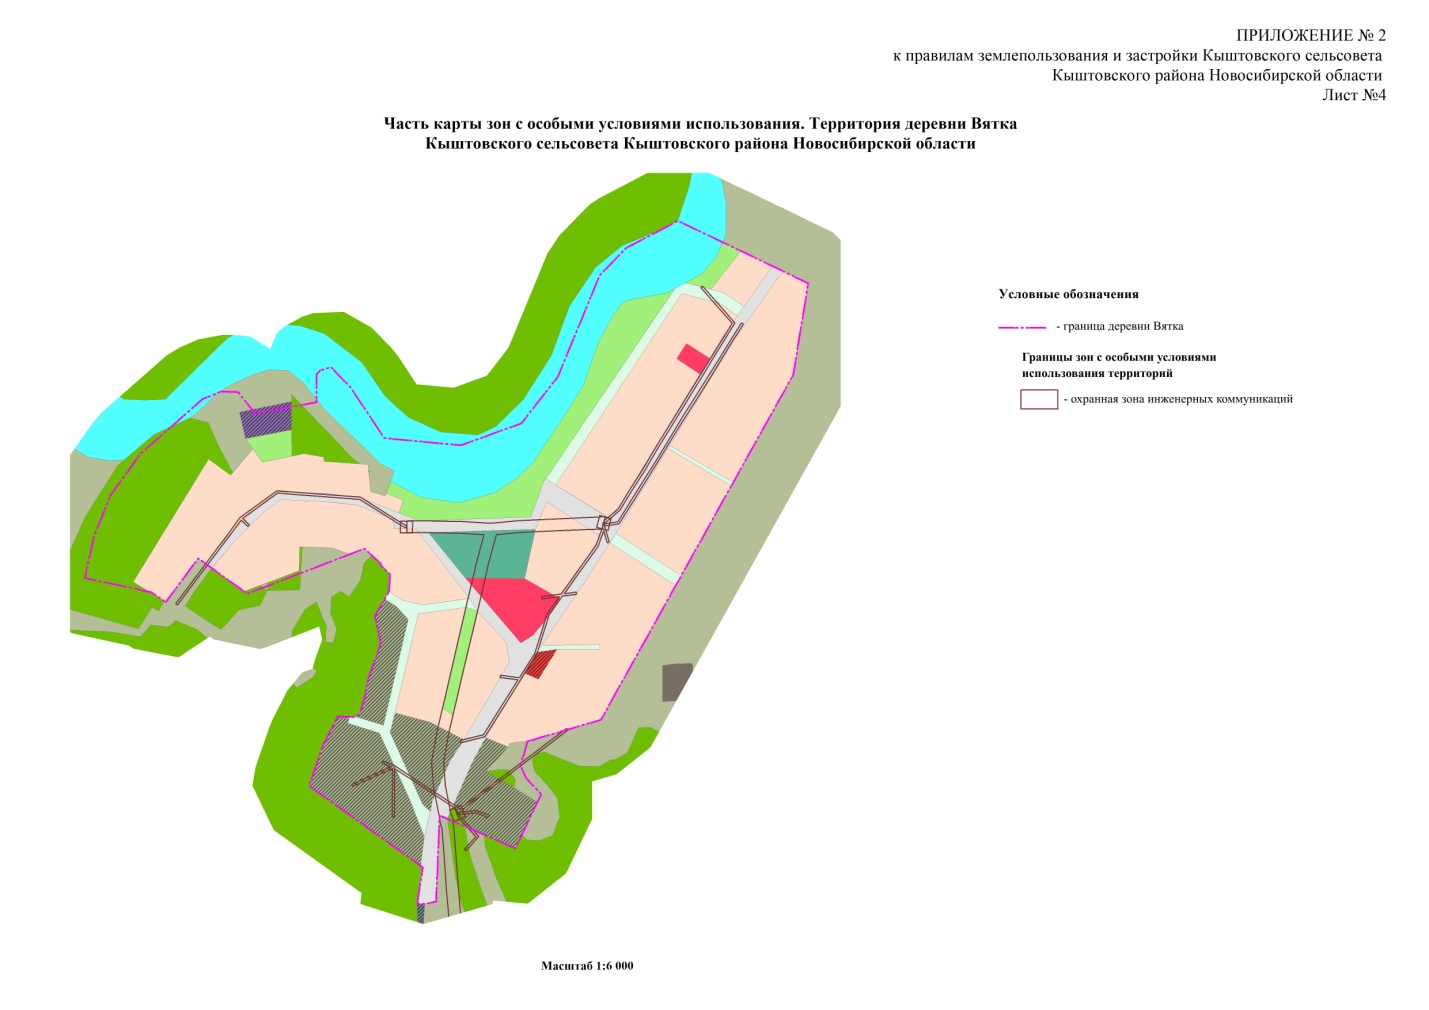 ПРИЛОЖЕНИЕ № 2
к правилам землепользования и застройки Кыштовского сельсовета
Кыштовского района Новосибирской области
Лист №4
Часть карты зон с особыми условиями использования. Территория деревни Вятка
Кыштовского сельсовета Кыштовского района Новосибирской области
Условные обозначения
- граница деревни Вятка
Границы зон с особыми условиями
использования территорий
- охранная зона инженерных коммуникаций
Масштаб 1:6 000